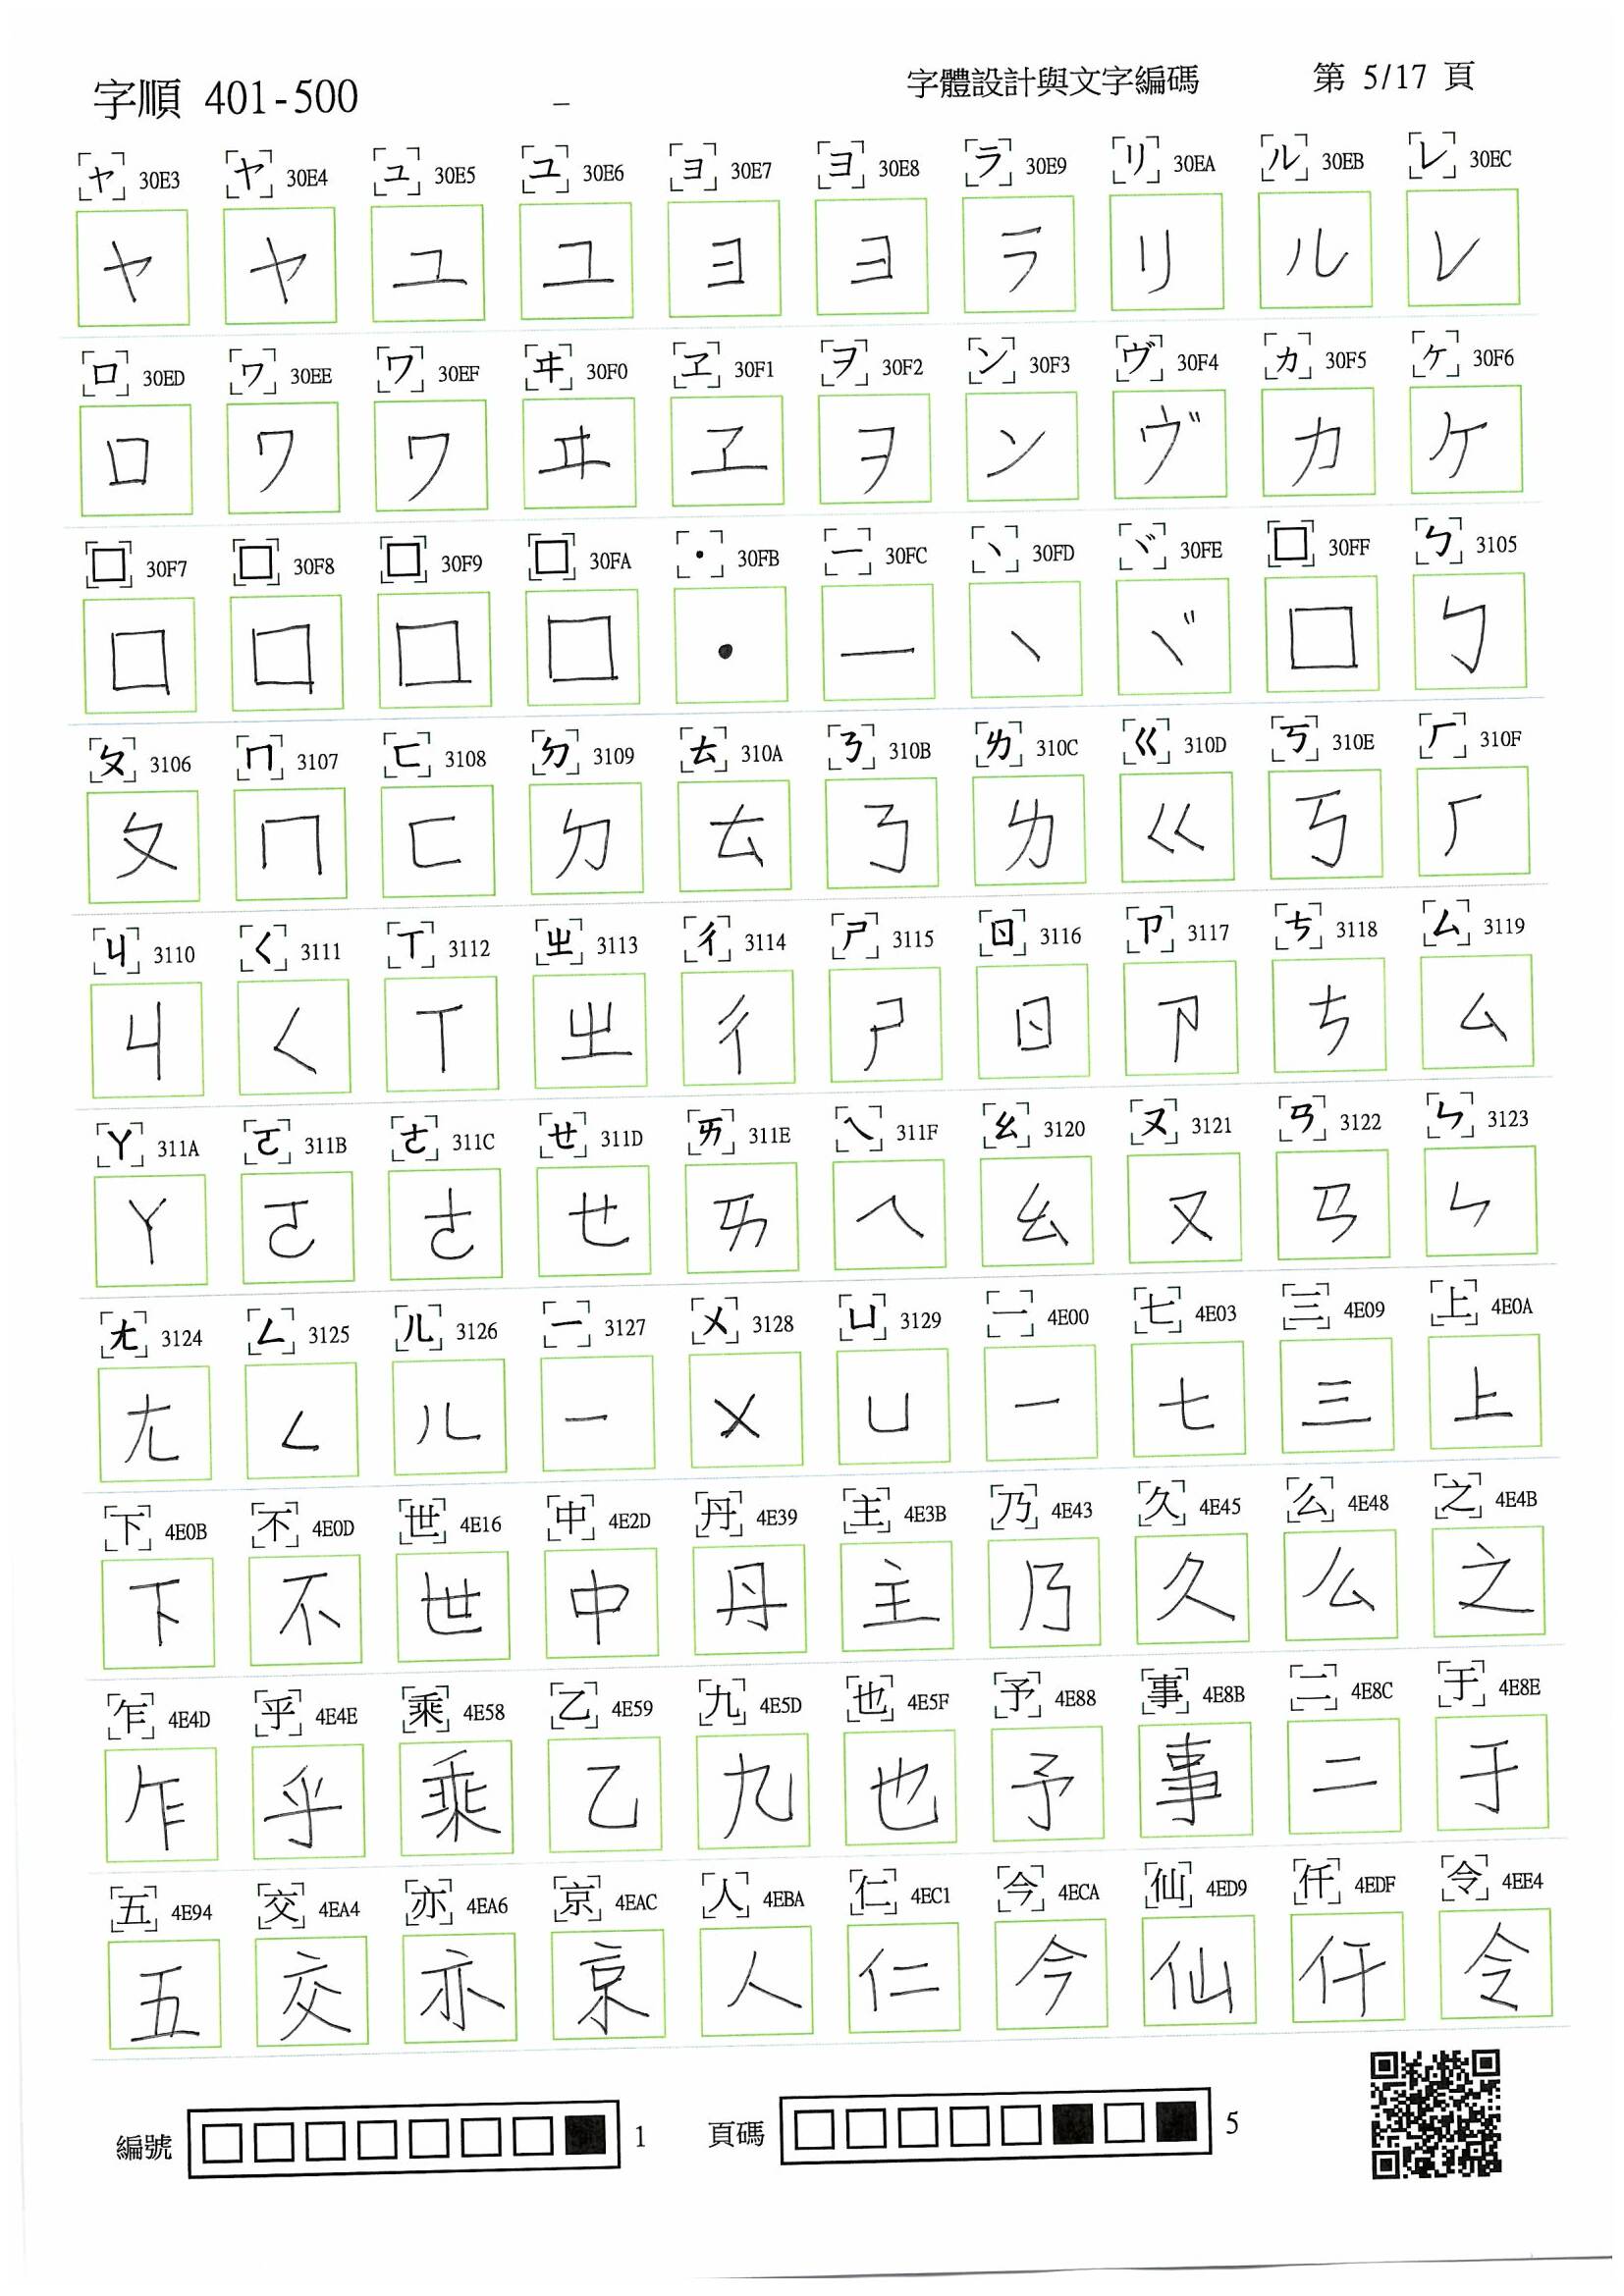 字順 401-500 – 字體設計與文字編碼 第 5/17 頁
ャ 30E3 ヤ 30E4 ュ 30E5 ユ 30E6 ョ 30E7 ヨ 30E8 ラ 30E9 リ 30EA ル 30EB レ 30EC
ヤ ヤ ユ ユ ヨ ヨ ラ リ ル レ
ロ 30ED ヮ 30EE ワ 30EF ヰ 30F0 ヱ 30F1 ヲ 30F2 ン 30F3 ヴ 30F4 ヵ 30F5 ヶ 30F6
ロ ワ ワ ヰ ヱ ヲ ン ヴ カ ケ
□ 30F7 □ 30F8 □ 30F9 □ 30FA ・ 30FB ー 30FC ヽ 30FD ヾ 30FE □ 30FF ㄅ 3105
□ □ □ □ ・ ー ヽ ヾ □ ㄅ
ㄆ 3106 ㄇ 3107 ㄈ 3108 ㄉ 3109 ㄊ 310A ㄋ 310B ㄌ 310C ㄍ 310D ㄎ 310E ㄏ 310F
ㄆ ㄇ ㄈ ㄉ ㄊ ㄋ ㄌ ㄍ ㄎ ㄏ
ㄐ 3110 ㄑ 3111 ㄒ 3112 ㄓ 3113 ㄔ 3114 ㄕ 3115 ㄖ 3116 ㄗ 3117 ㄘ 3118 ㄙ 3119
ㄐ ㄑ ㄒ ㄓ ㄔ ㄕ ㄖ ㄗ ㄘ ㄙ
ㄚ 311A ㄛ 311B ㄜ 311C ㄝ 311D ㄞ 311E ㄟ 311F ㄠ 3120 ㄡ 3121 ㄢ 3122 ㄣ 3123
ㄚ ㄛ ㄜ ㄝ ㄞ ㄟ ㄠ ㄡ ㄢ ㄣ
ㄤ 3124 ㄥ 3125 ㄦ 3126 ㄧ 3127 ㄨ 3128 ㄩ 3129 一 4E00 七 4E03 三 4E09 上 4E0A
ㄤ ㄥ ㄦ ㄧ ㄨ ㄩ 一 七 三 上
下 4E0B 不 4E0D 世 4E16 中 4E2D 丹 4E39 主 4E3B 乃 4E43 久 4E45 么 4E48 之 4E4B
下 不 世 中 丹 主 乃 久 么 之
乍 4E4D 乎 4E4E 乘 4E58 乙 4E59 九 4E5D 也 4E5F 予 4E88 事 4E8B 二 4E8C 于 4E8E
乍 乎 乘 乙 九 也 予 事 二 于
五 4E94 交 4EA4 亦 4EA6 京 4EAC 人 4EBA 仁 4EC1 今 4ECA 仙 4ED9 仟 4EDF 令 4EE4
五 交 亦 京 人 仁 今 仙 仟 令
編號 1 頁碼 5